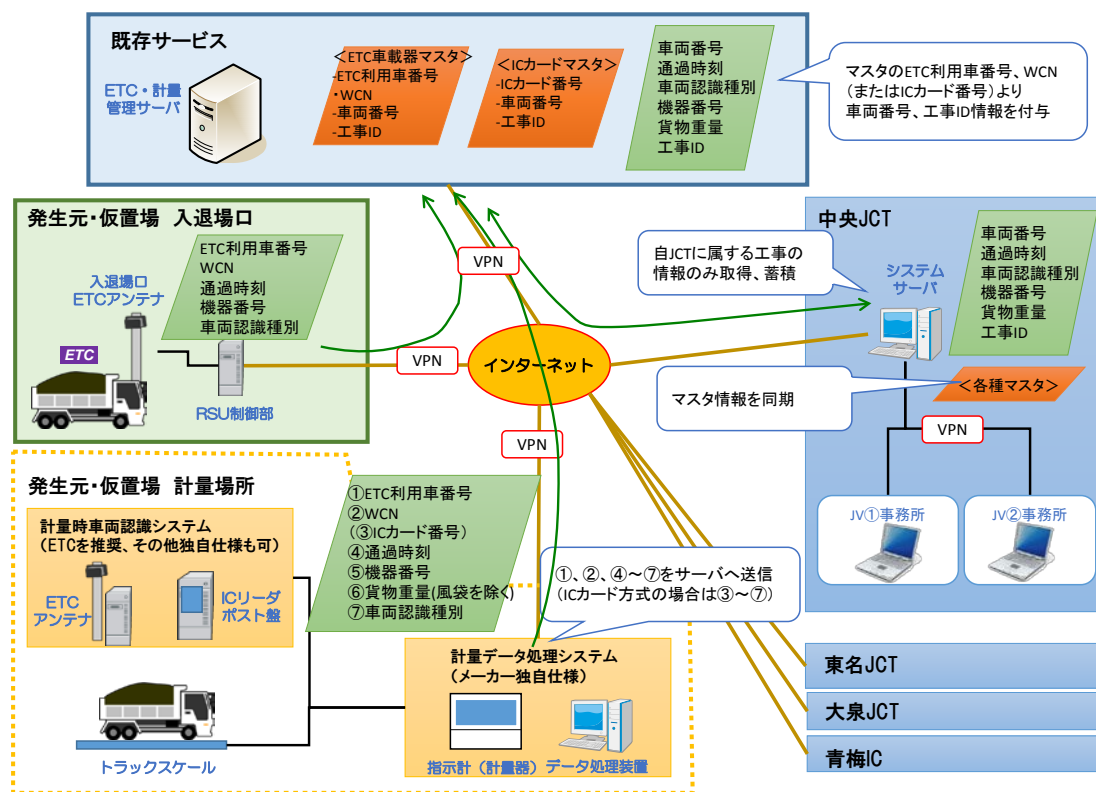 既存サービス
ETC・計量
管理サーバ
＜ETC車載器マスタ＞
-ETC利用車番号
・WCN
-車両番号
-工事ID
＜ICカードマスタ＞
-ICカード番号
-車両番号
-工事ID
車両番号
通過時刻
車両認識種別
機器番号
貨物重量
工事ID
マスタのETC利用車番号、WCN
（またはICカード番号）より
車両番号、工事ID情報を付与
発生元・仮置場 入退場口
ETC利用車番号
WCN
通過時刻
機器番号
車両認識種別
入退場口
ETCアンテナ
ETC
RSU制御部
VPN
VPN
VPN
インターネット
自JCTに属する工事の
情報のみ取得、蓄積
マスタ情報を同期
中央JCT
システム
サーバ
車両番号
通過時刻
車両認識種別
機器番号
貨物重量
工事ID
＜各種マスタ＞
VPN
JV①事務所
JV②事務所
発生元・仮置場 計量場所
計量時車両認識システム
（ETCを推奨、その他独自仕様も可）
ETC
アンテナ
ICリーダ
ポスト盤
①ETC利用車番号
②WCN
（③ICカード番号）
④通過時刻
⑤機器番号
⑥貨物重量(風袋を除く)
⑦車両認識種別
①、②、④～⑦をサーバへ送信
（ICカード方式の場合は③～⑦）
計量データ処理システム
（メーカー独自仕様）
指示計（計量器）
データ処理装置
トラックスケール
東名JCT
大泉JCT
青梅IC